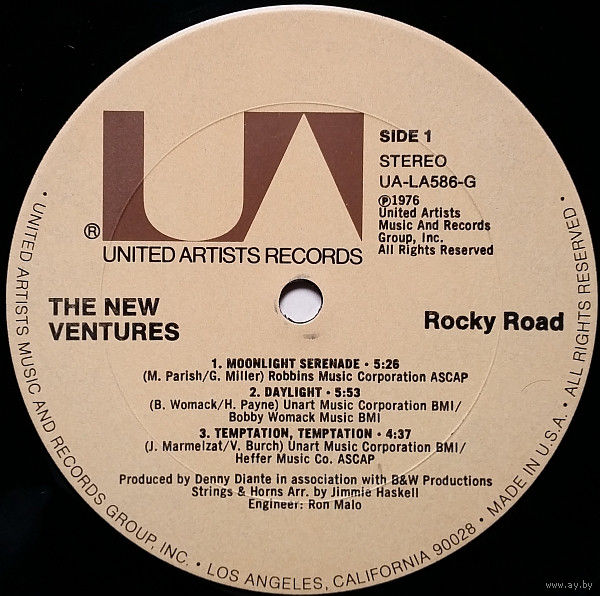 UA
SIDE 1
STEREO
UA-LA586-G
℗1976
United Artists
Music And Records
Group, Inc.
All Rights Reserved
®
UNITED ARTISTS RECORDS
THE NEW
VENTURES
Rocky Road
1. MOONLIGHT SERENADE • 5:26
(M. Parish/G. Miller) Robbins Music Corporation ASCAP
2. DAYLIGHT • 5:53
(B. Womack/H. Payne) Unart Music Corporation BMI/
Bobby Womack Music BMI
3. TEMPTATION, TEMPTATION • 4:37
(J. Marmelzat/V. Burch) Unart Music Corporation BMI/
Heffer Music Co. ASCAP
Produced by Denny Diante in association with B&W Productions
Strings & Horns Arr. by Jimmie Haskell
Engineer: Ron Malo
• UNITED ARTISTS MUSIC AND RECORDS GROUP, INC. • LOS ANGELES, CALIFORNIA 90028 • MADE IN U.S.A. • ALL RIGHTS RESERVED •
www.ay.by